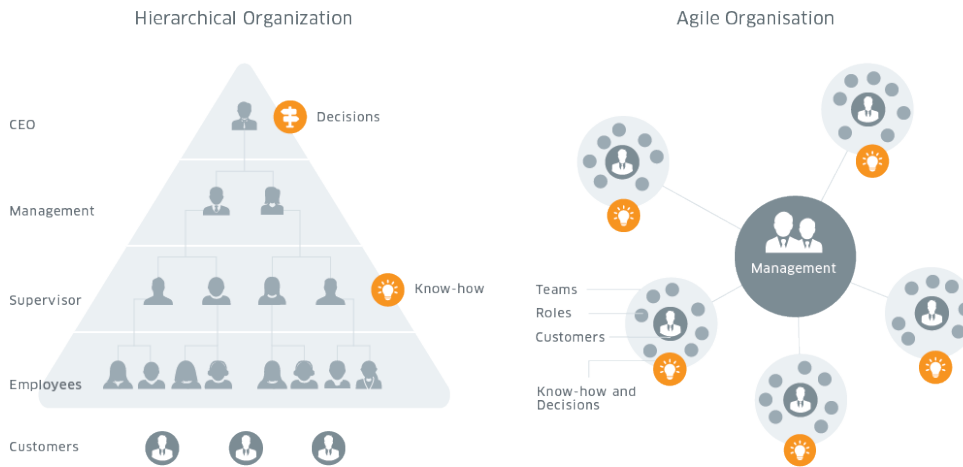 Hierarchical Organization
CEO
Decisions
Management
Supervisor
Know-how
Employees
Customers
Agile Organisation
Management
Teams
Roles
Customers
Know-how and
Decisions